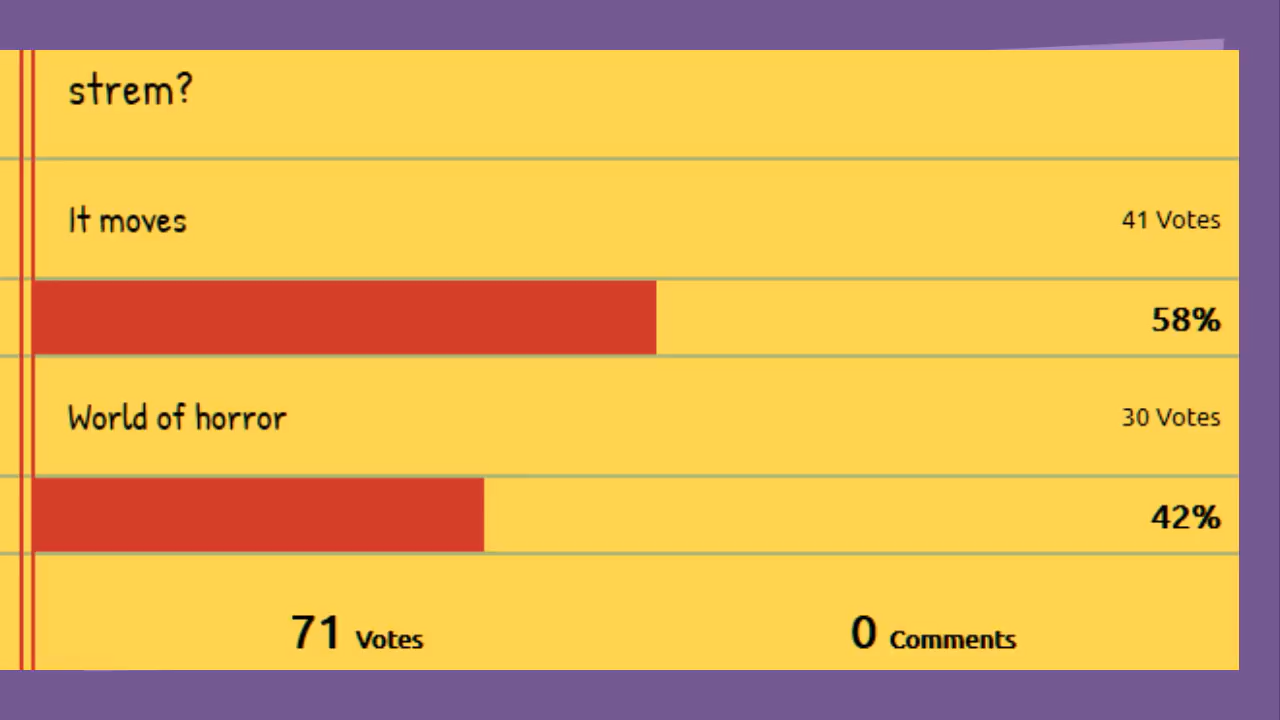 strem?
It moves 41 Votes
58%
World of horror 30 Votes
42%
71 Votes 0 Comments